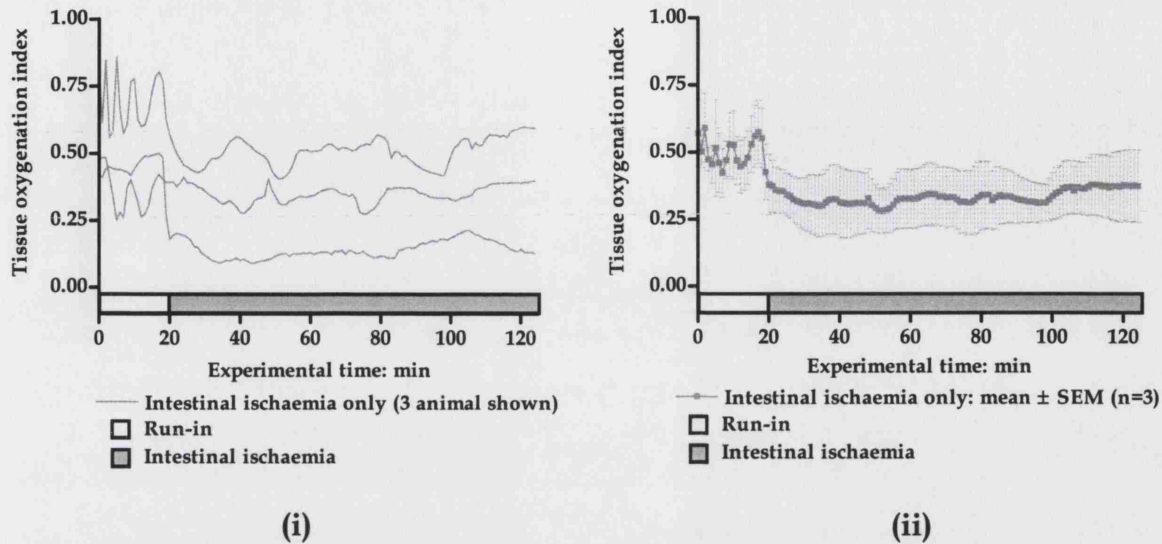 Tissue oxygenation index
1.00
0.75
0.50
0.25
0.00
0 20 40 60 80 100 120
Experimental time: min
Intestinal ischaemia only (3 animal shown)
Run-in
Intestinal ischaemia
(i)
Tissue oxygenation index
1.00
0.75
0.50
0.25
0.00
0 20 40 60 80 100 120
Experimental time: min
Intestinal ischaemia only: mean ± SEM (n=3)
Run-in
Intestinal ischaemia
(ii)